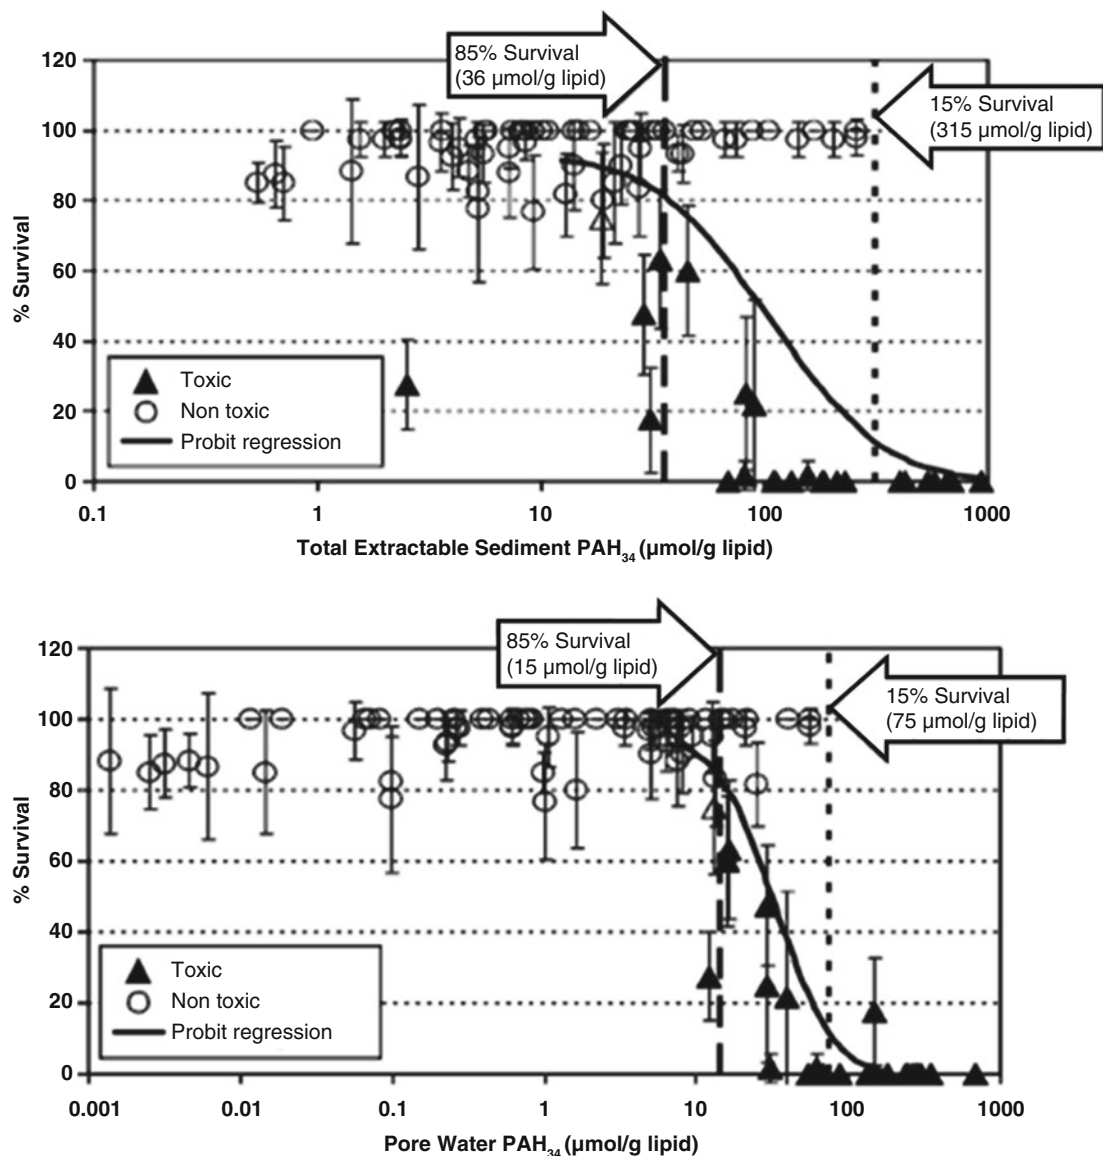 85% Survival
(36 µmol/g lipid)
15% Survival
(315 µmol/g lipid)
120
100
80
60
40
20
0
% Survival
Toxic
Non toxic
Probit regression
0.1
1
10
100
1000
Total Extractable Sediment PAH34 (µmol/g lipid)
85% Survival
(15 µmol/g lipid)
15% Survival
(75 µmol/g lipid)
120
100
80
60
40
20
0
% Survival
Toxic
Non toxic
Probit regression
0.001
0.01
0.1
1
10
100
1000
Pore Water PAH34 (µmol/g lipid)